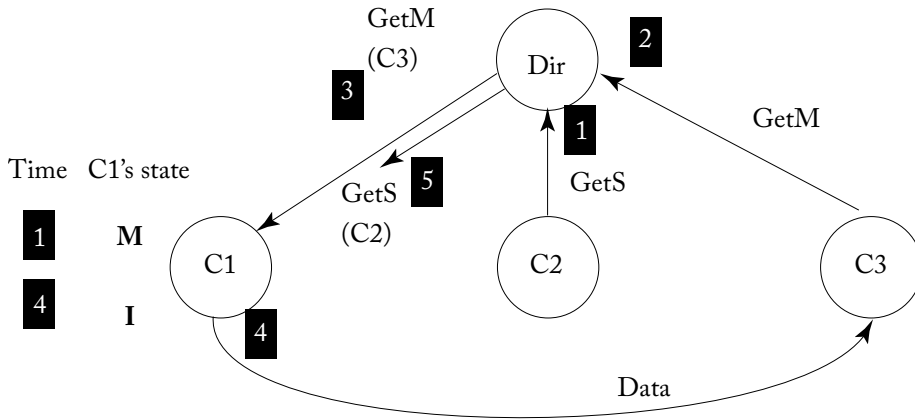 GetM
(C3)
2
Dir
3
GetM
1
Time C1's state
5
GetS
GetS
(C2)
1 M
C1
C2
C3
4 I
4
Data